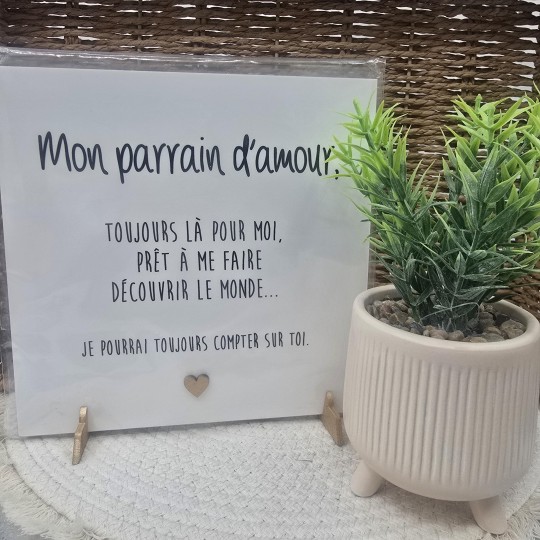 Mon parrain d'amour.
TOUJOURS LÀ POUR MOI,
PRÊT À ME FAIRE
DÉCOUVRIR LE MONDE...
JE POURRAI TOUJOURS COMPTER SUR TOI.